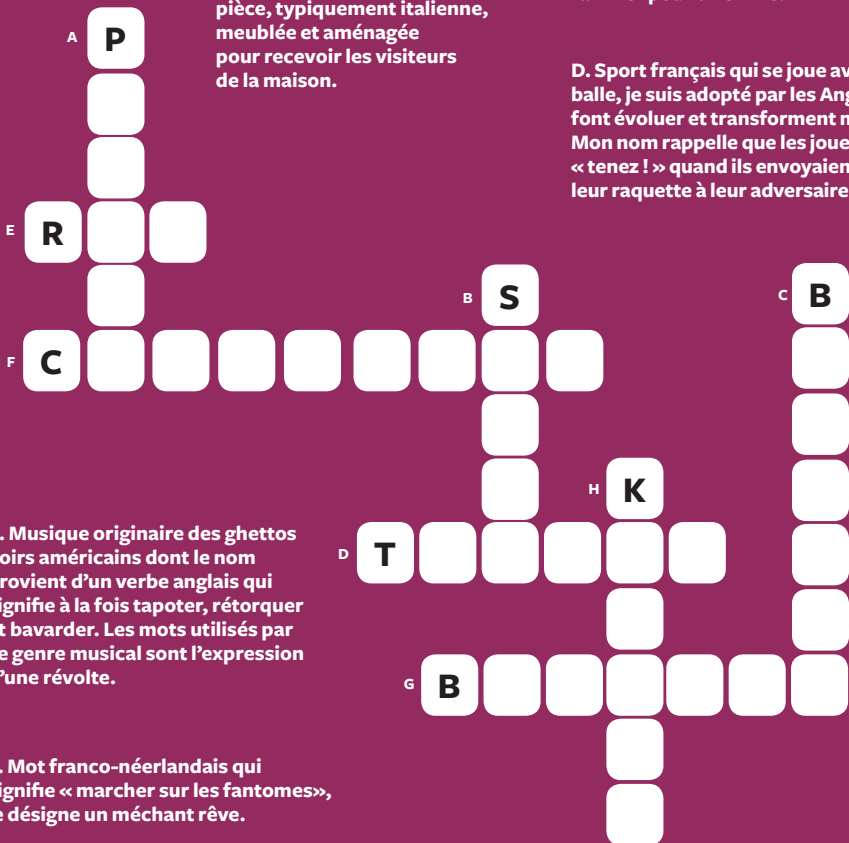 pièce, typiquement italienne,
meublée et aménagée
pour recevoir les visiteurs
de la maison.
D. Sport français qui se joue av
balle, je suis adopté par les Ang
font évoluer et transforment
Mon nom rappelle que les joue
« tenez ! » quand ils envoyaien
leur raquette à leur adversaire
A P
E R
B S
C B
F C
H K
D T
G B
. Musique originaire des ghettos
oirs américains dont le nom
rovient d’un verbe anglais qui
ignifie à la fois tapoter, rétorquer
t bavarder. Les mots utilisés par
e genre musical sont l’expression
’une révolte.
. Mot franco-néerlandais qui
ignifie « marcher sur les fantomes»,
e désigne un méchant rêve.